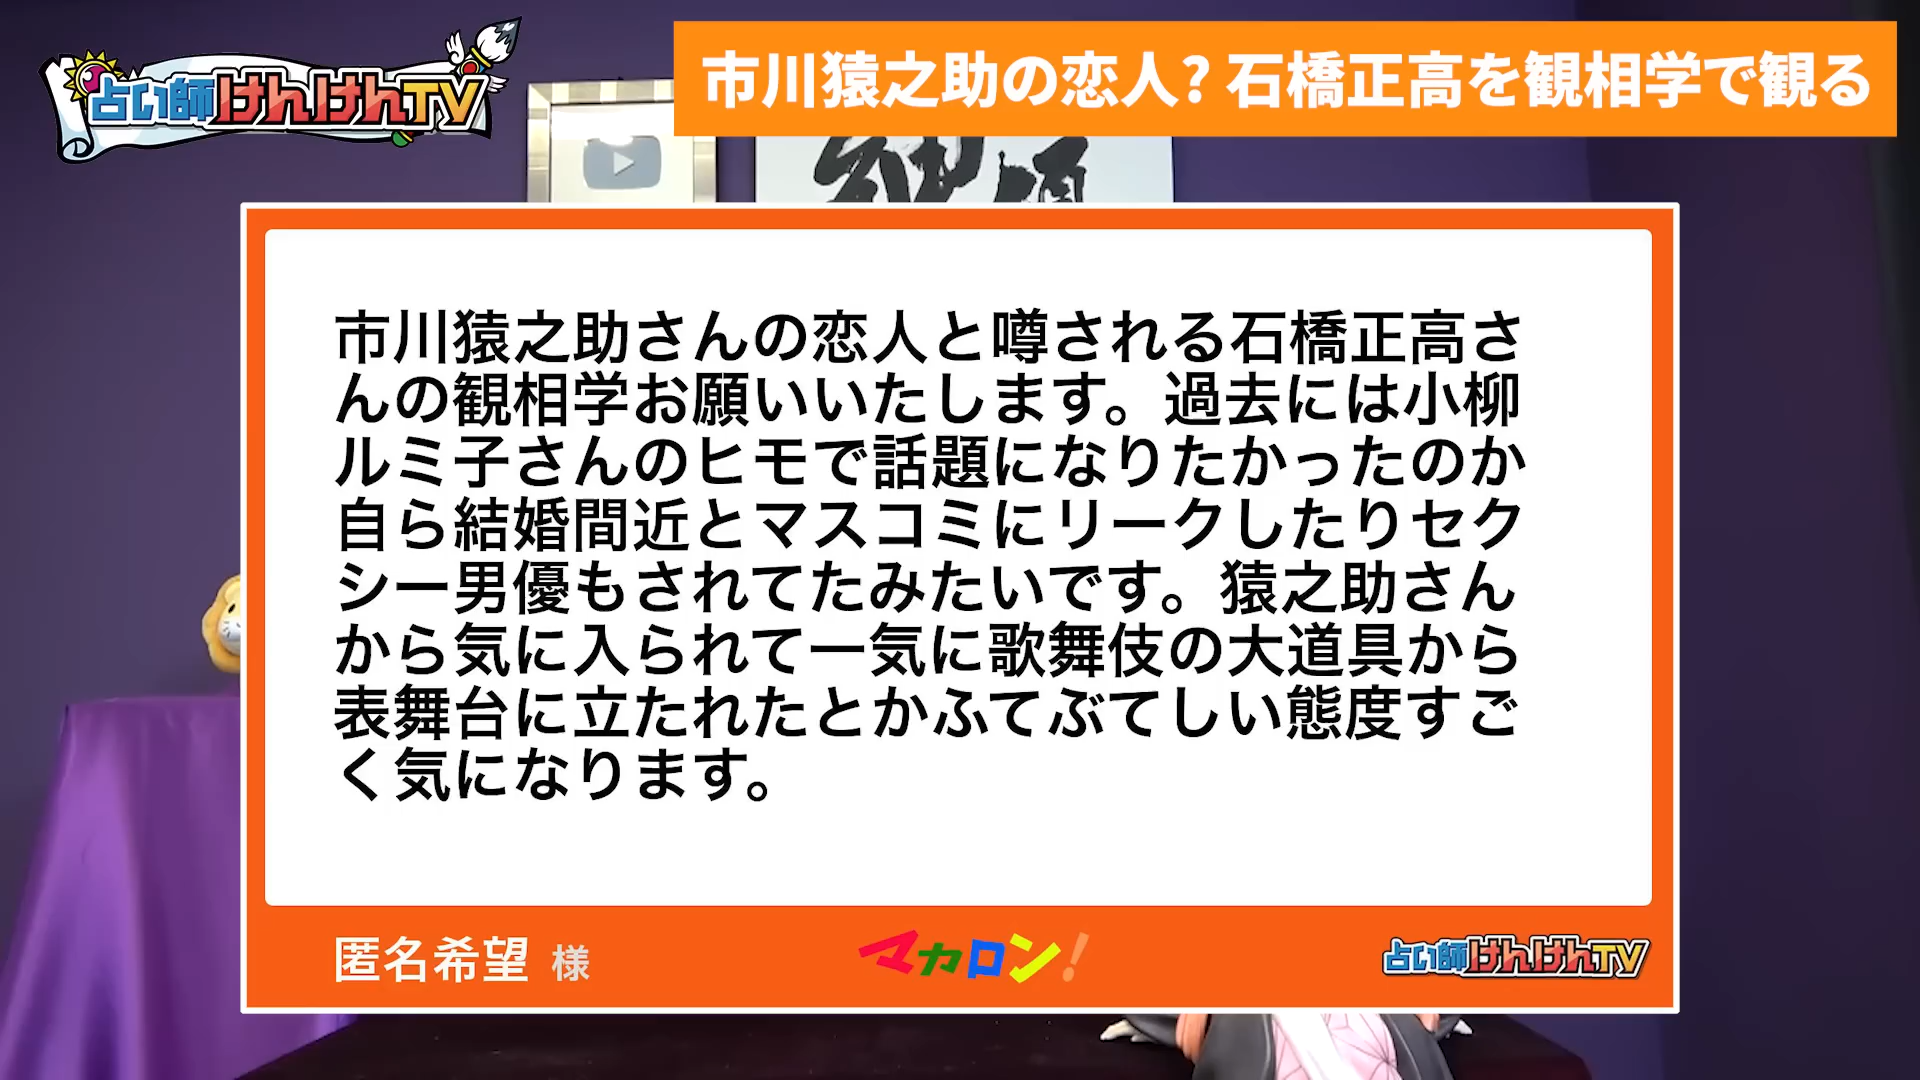 占い師けんけんTV
市川猿之助の恋人? 石橋正高を観相学で観る
市川猿之助さんの恋人と噂される石橋正高さ
んの観相学お願いいたします。過去には小柳
ルミ子さんのヒモで話題になりたかったのか
自ら結婚間近とマスコミにリークしたりセク
シー男優もされてたみたいです。猿之助さん
から気に入られて一気に歌舞伎の大道具から
表舞台に立たれたとかふてぶてしい態度すご
く気になります。
匿名希望 様
マカロン!
占い師けんけんTV